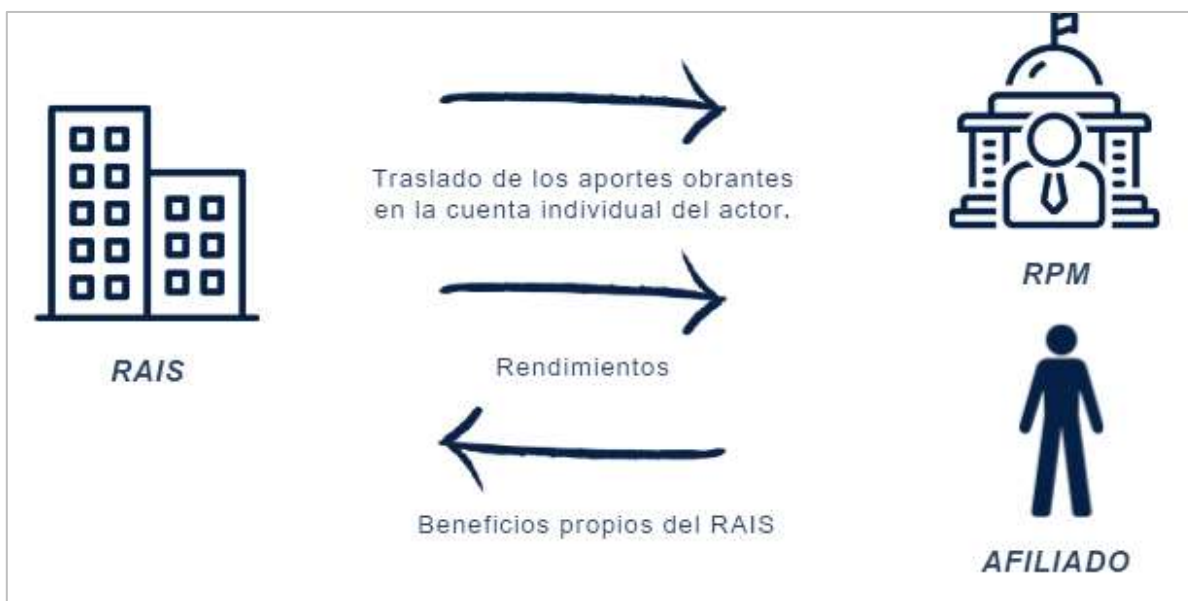 Traslado de los aportes obrantes
en la cuenta individual del actor.
RPM
RAIS
Rendimientos
Beneficios propios del RAIS
AFILIADO